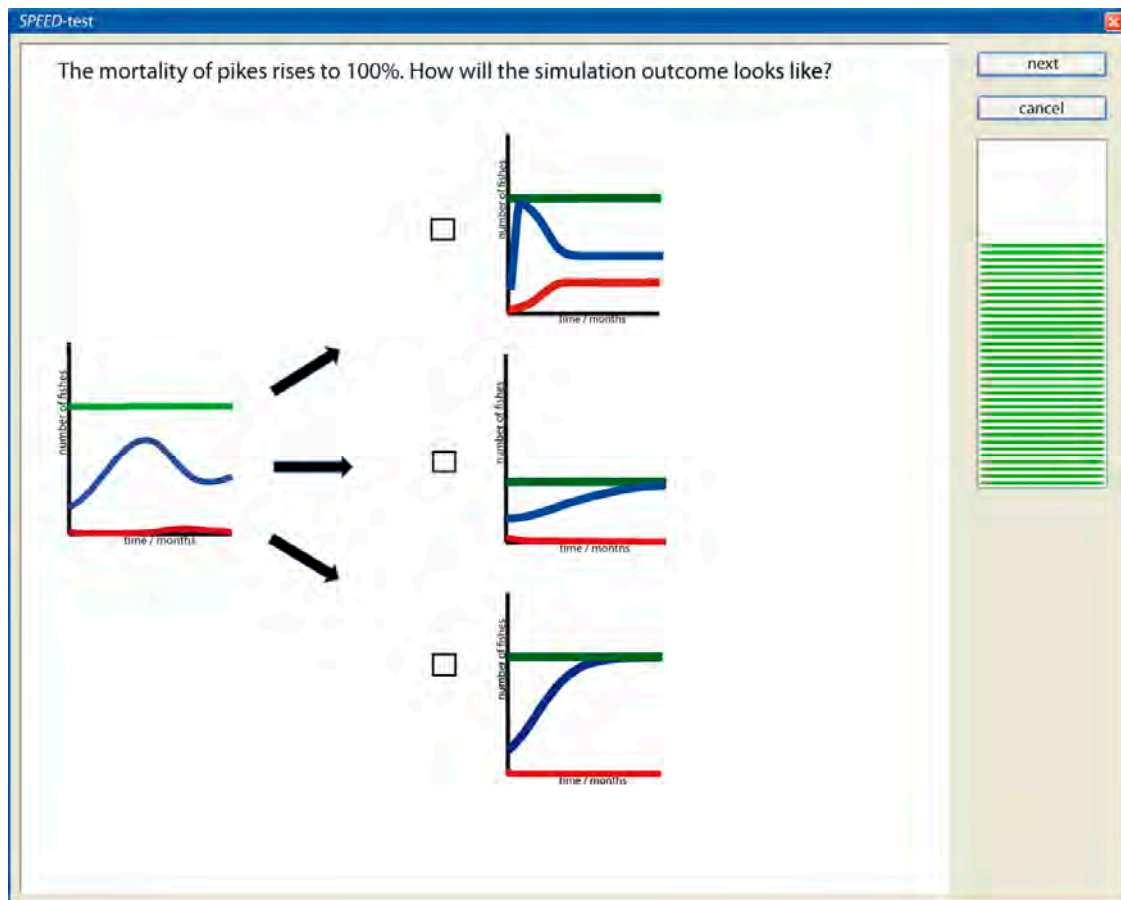 SPEED-test
The mortality of pikes rises to 100%. How will the simulation outcome looks like?
next
cancel
number of fishes
time / months
number of fishes
time / months
number of fishes
time / months
number of fishes
time / months